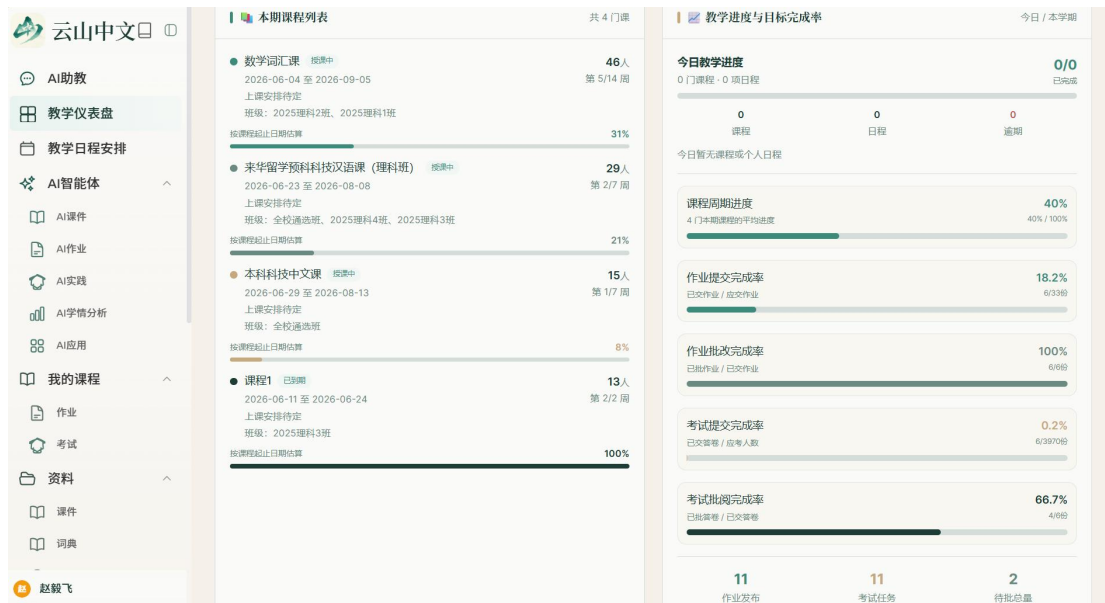 云山中文
AI助教
教学仪表盘
教学日程安排
AI智能体
AI课件
AI作业
AI实践
AI学情分析
AI应用
我的课程
作业
考试
资料
课件
词典
赵
赵毅飞
本期课程列表
共 4 门课
数学词汇课 授课中
46人
2026-06-04 至 2026-09-05
第 5/14 周
上课安排待定
班级：2025理科2班、2025理科1班
按课程起止日期估算
31%
来华留学预科科技汉语课（理科班） 授课中
29人
2026-06-23 至 2026-08-08
第 2/7 周
上课安排待定
班级：全校通选班、2025理科4班、2025理科3班
按课程起止日期估算
21%
本科科技中文课 授课中
15人
2026-06-29 至 2026-08-13
第 1/7 周
上课安排待定
班级：全校通选班
按课程起止日期估算
8%
课程1 已到期
13人
2026-06-11 至 2026-06-24
第 2/2 周
上课安排待定
班级：2025理科3班
按课程起止日期估算
100%
教学进度与目标完成率
今日 / 本学期
今日教学进度
0/0
0 门课程 · 0 项日程
已完成
0
0
0
课程
日程
逾期
今日暂无课程或个人日程
课程周期进度
40%
4 门本期课程的平均进度
40% / 100%
作业提交完成率
18.2%
已交作业 / 应交作业
6/33份
作业批改完成率
100%
已批作业 / 已交作业
6/6份
考试提交完成率
0.2%
已交答卷 / 应考人数
6/3970份
考试批阅完成率
66.7%
已批答卷 / 已交答卷
4/6份
11
11
2
作业发布
考试任务
待批总量